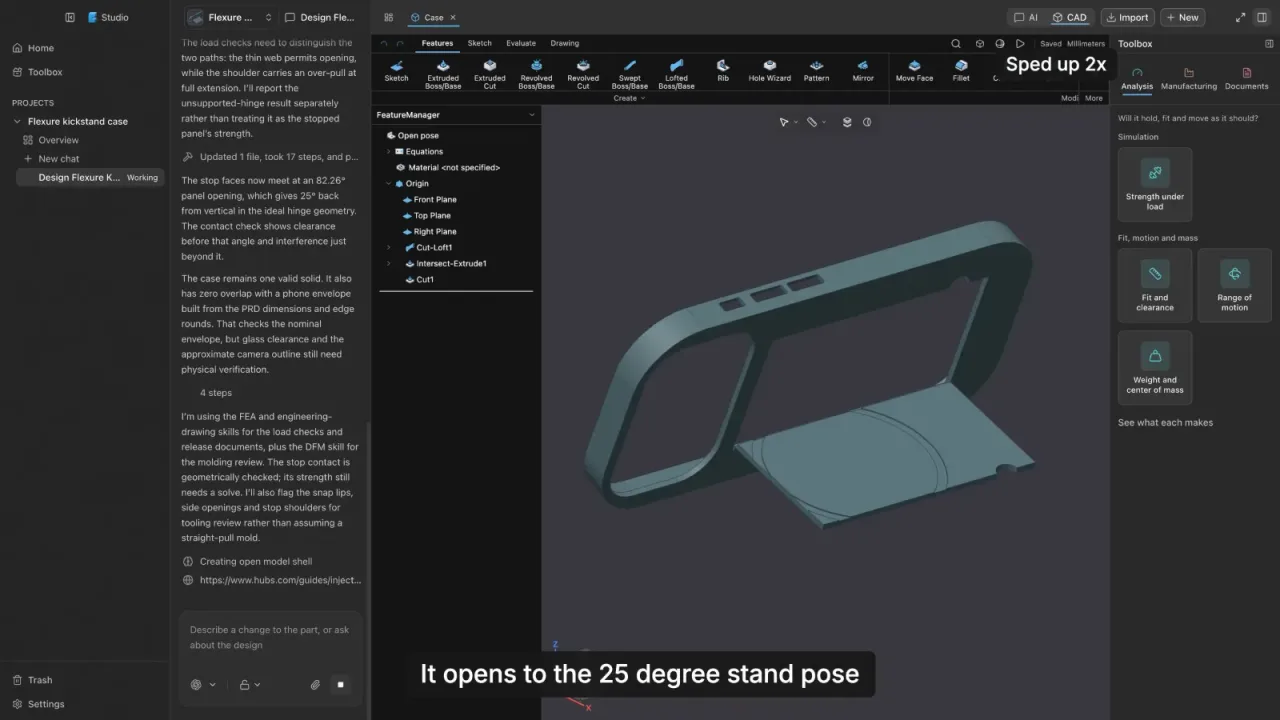 Studio
Home
Toolbox
PROJECTS
Flexure kickstand case
Overview
New chat
Design Flexure K... Working
Trash
Settings
Flexure ...
Design Fle...
The load checks need to distinguish the
two paths: the thin web permits opening,
while the shoulder carries an over-pull at
full extension. I'll report the
unsupported-hinge result separately
rather than treating it as the stopped
panel's strength.
Updated 1 file, took 17 steps, and p...
The stop faces now meet at an 82.26°
panel opening, which gives 25° back
from vertical in the ideal hinge geometry.
The contact check shows clearance
before that angle and interference just
beyond it.
The case remains one valid solid. It also
has zero overlap with a phone envelope
built from the PRD dimensions and edge
rounds. That checks the nominal
envelope, but glass clearance and the
approximate camera outline still need
physical verification.
4 steps
I'm using the FEA and engineering-
drawing skills for the load checks and
release documents, plus the DFM skill for
the molding review. The stop contact is
geometrically checked; its strength still
needs a solve. I'll also flag the snap lips,
side openings and stop shoulders for
tooling review rather than assuming a
straight-pull mold.
Creating open model shell
https://www.hubs.com/guides/inject...
Describe a change to the part, or ask
about the design
Case
AI CAD Import New
Features Sketch Evaluate Drawing
Saved Millimeters
Sketch
Extruded
Boss/Base
Extruded
Cut
Revolved
Boss/Base
Revolved
Cut
Swept
Boss/Base
Lofted
Boss/Base
Rib
Hole Wizard
Pattern
Mirror
Move Face
Fillet
Create
Modi
More
Sped up 2x
FeatureManager
Open pose
Equations
Material <not specified>
Origin
Front Plane
Top Plane
Right Plane
Cut-Loft1
Intersect-Extrude1
Cut1
Z
X
It opens to the 25 degree stand pose
Toolbox
Analysis Manufacturing Documents
Will it hold, fit and move as it should?
Simulation
Strength under
load
Fit, motion and mass
Fit and
clearance
Range of
motion
Weight and
center of mass
See what each makes